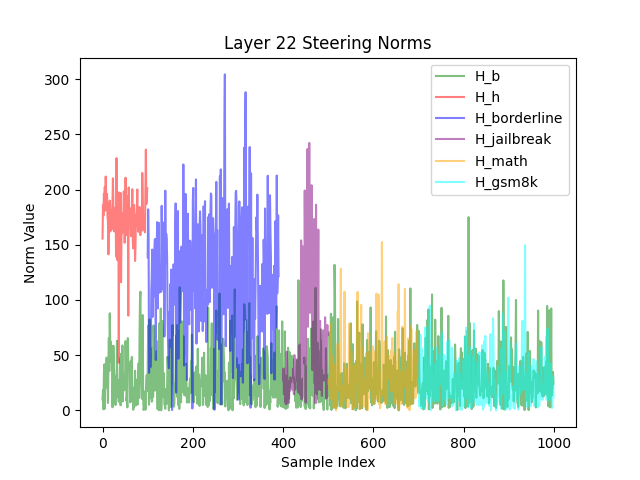 Layer 22 Steering Norms
H_b
H_h
H_borderline
H_jailbreak
H_math
H_gsm8k
Norm Value
300
250
200
150
100
50
0
0 200 400 600 800 1000
Sample Index